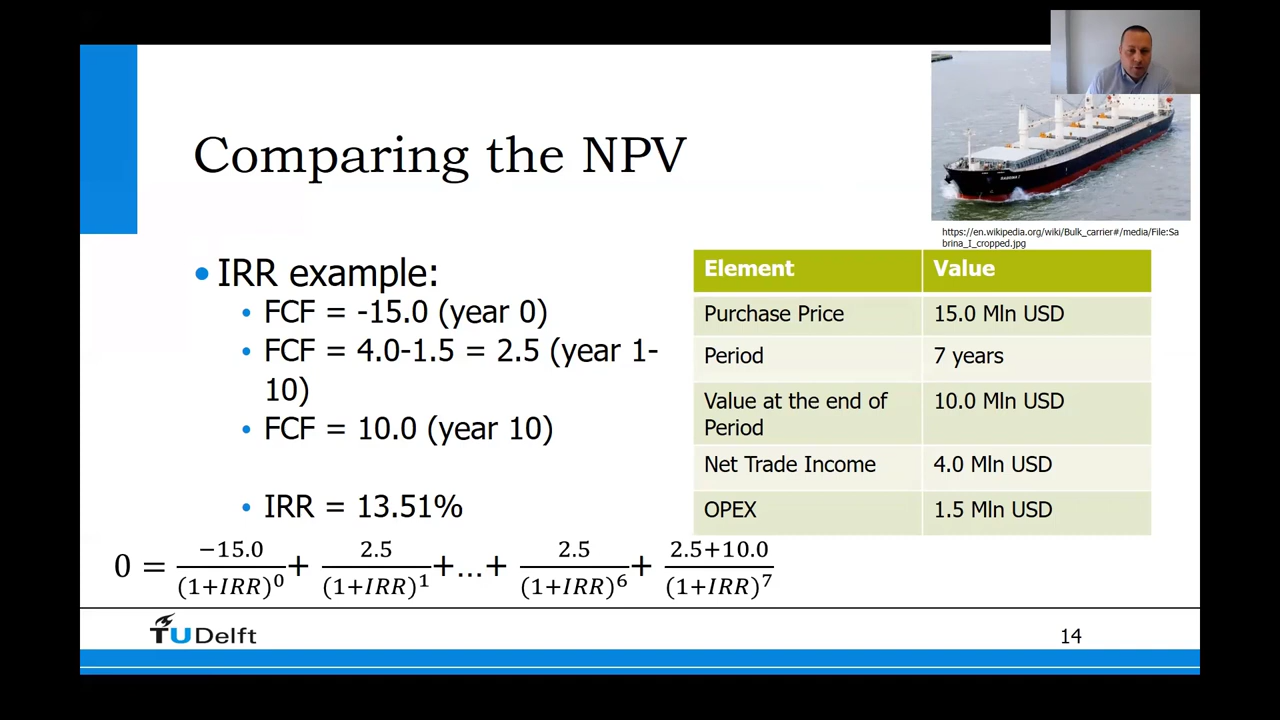 Comparing the NPV
https://en.wikipedia.org/wiki/Bulk_carrier#/media/File:Sa
brina_I_cropped.jpg
• IRR example:
• FCF = -15.0 (year 0)
• FCF = 4.0-1.5 = 2.5 (year 1-
10)
• FCF = 10.0 (year 10)
• IRR = 13.51%
Element Value
Purchase Price 15.0 Mln USD
Period 7 years
Value at the end of 10.0 Mln USD
Period
Net Trade Income 4.0 Mln USD
OPEX 1.5 Mln USD
0 = −15.0/(1+IRR)^0 + 2.5/(1+IRR)^1 +...+ 2.5/(1+IRR)^6 + 2.5+10.0/(1+IRR)^7
TUDelft
14